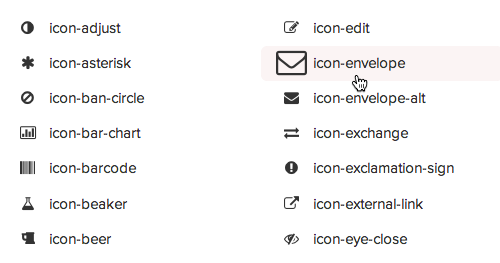 icon-adjust
icon-asterisk
icon-ban-circle
icon-bar-chart
icon-barcode
icon-beaker
icon-beer
icon-edit
icon-envelope
icon-envelope-alt
icon-exchange
icon-exclamation-sign
icon-external-link
icon-eye-close